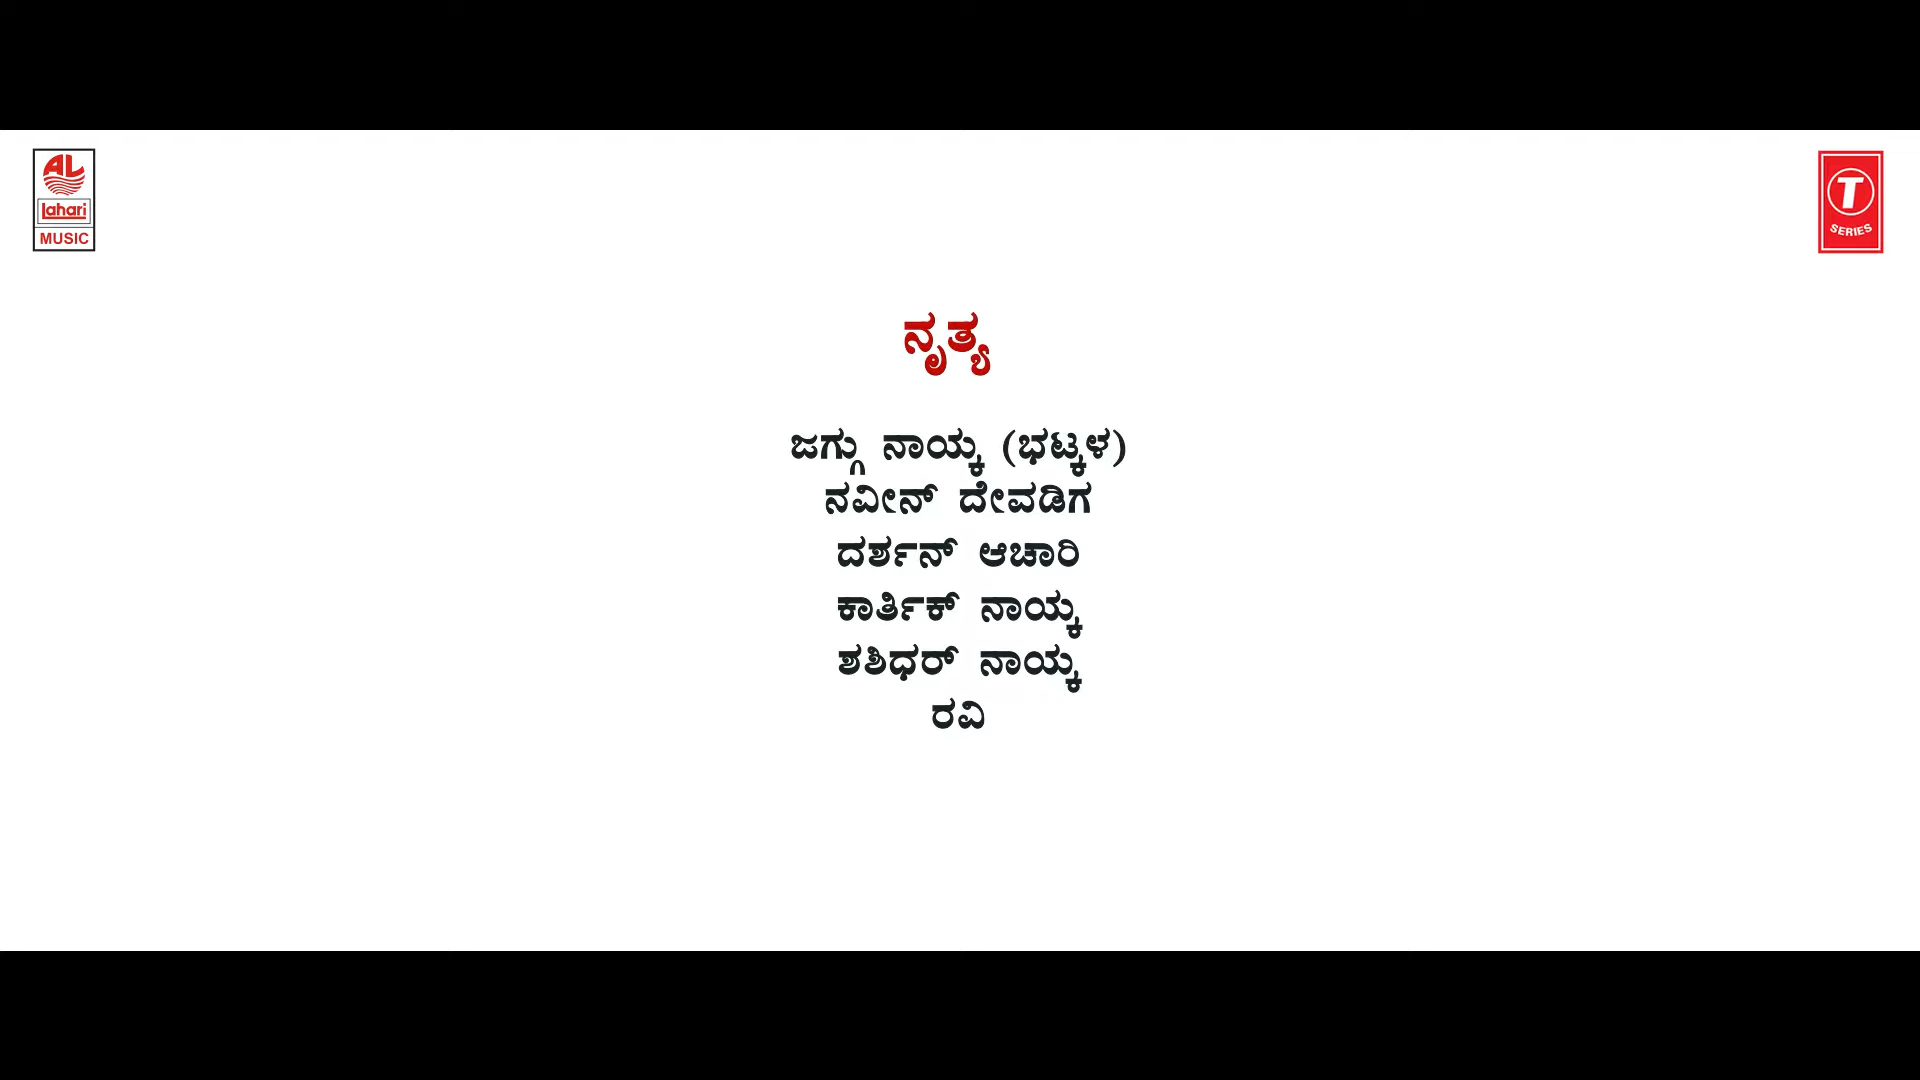 AL
Lahari
MUSIC
T
SERIES
ನೃತ್ಯ
ಜಗ್ಗು ನಾಯ್ಕ (ಭಟ್ಕಳ)
ನವೀನ್ ದೇವಡಿಗ
ದರ್ಶನ್ ಆಚಾರಿ
ಕಾರ್ತಿಕ್ ನಾಯ್ಕ
ಶಶಿಧರ್ ನಾಯ್ಕ
ರವಿ